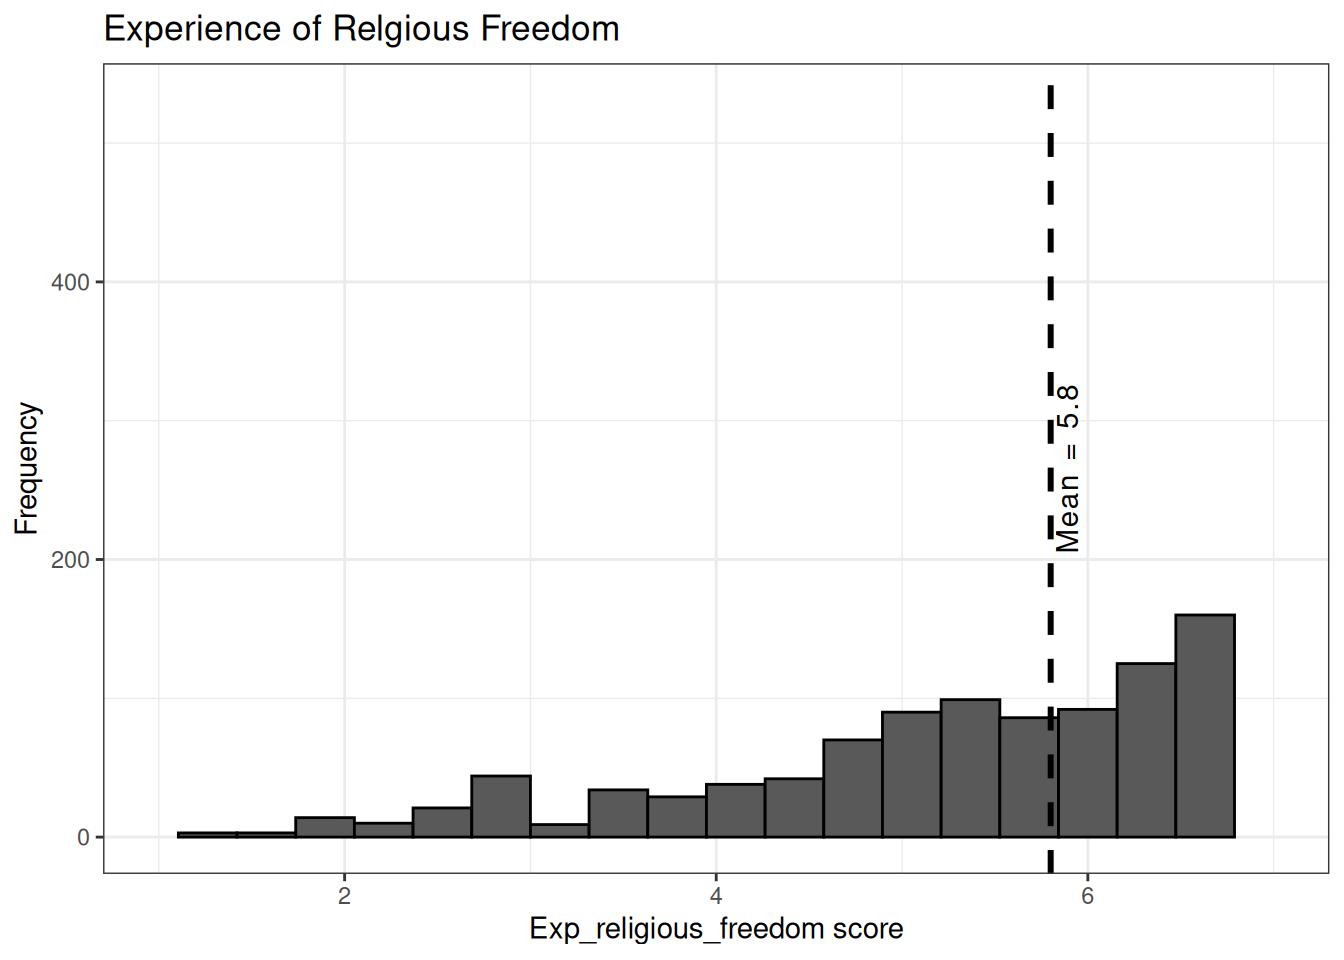 Experience of Relgious Freedom
Frequency
400
200
0
Mean = 5.8
2
4
6
Exp_religious_freedom score